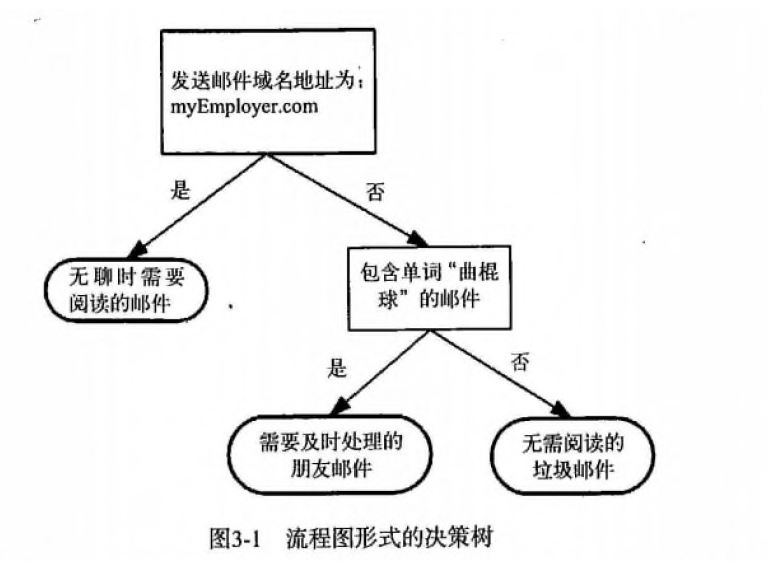 发送邮件域名地址为：
myEmployer.com
是
否
无聊时需要
阅读的邮件
包含单词“曲棍
球”的邮件
是
否
需要及时处理的
朋友邮件
无需阅读的
垃圾邮件
图3-1 流程图形式的决策树